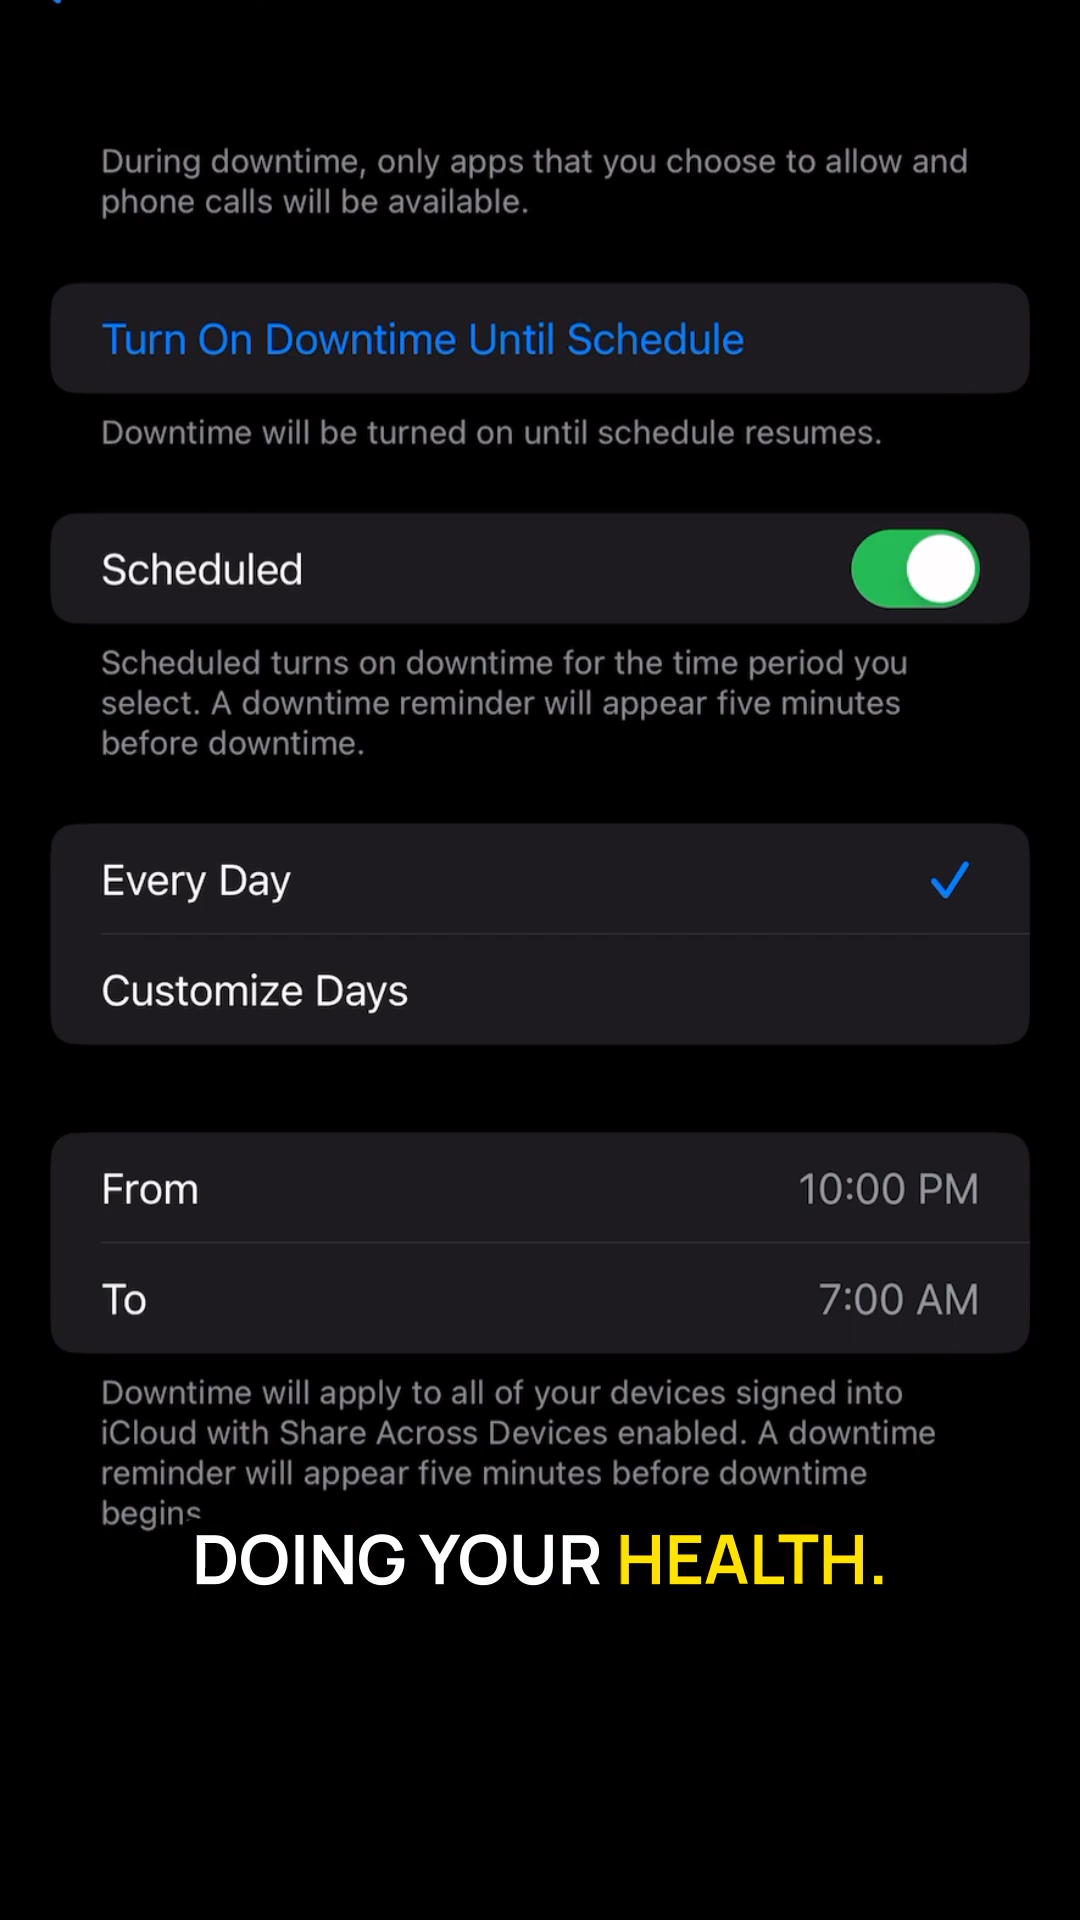 During downtime, only apps that you choose to allow and
phone calls will be available.
Turn On Downtime Until Schedule
Downtime will be turned on until schedule resumes.
Scheduled
Scheduled turns on downtime for the time period you
select. A downtime reminder will appear five minutes
before downtime.
Every Day
Customize Days
From 10:00 PM
To 7:00 AM
Downtime will apply to all of your devices signed into
iCloud with Share Across Devices enabled. A downtime
reminder will appear five minutes before downtime
begins
DOING YOUR HEALTH.